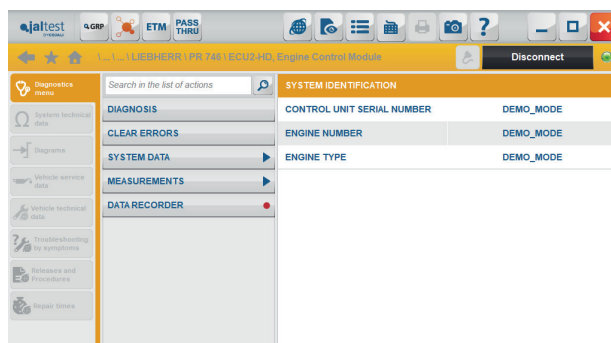 jaltest
GRP
ETM
PASS
THRU
?
\ ... \ ... \ LIEBHERR \ PR 746 \ ECU2-HD, Engine Control Module
Disconnect
Diagnostics
menu
System technical
data
Diagrams
Vehicle service
data
Vehicle technical
data
Troubleshooting
by symptoms
Releases and
Procedures
Repair times
Search in the list of actions
DIAGNOSIS
CLEAR ERRORS
SYSTEM DATA
MEASUREMENTS
DATA RECORDER
SYSTEM IDENTIFICATION
CONTROL UNIT SERIAL NUMBER DEMO_MODE
ENGINE NUMBER DEMO_MODE
ENGINE TYPE DEMO_MODE